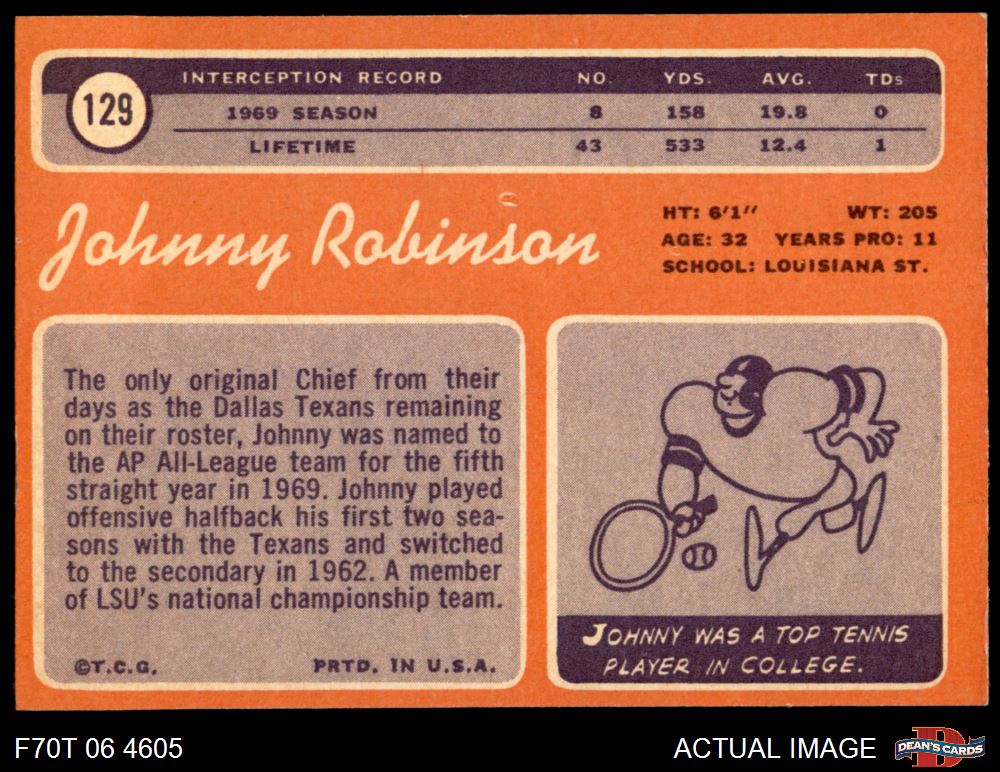 129
INTERCEPTION RECORD NO. YDS. AVG. TDs
1969 SEASON 8 158 19.8 0
LIFETIME 43 533 12.4 1
Johnny Robinson
HT: 6'1" WT: 205
AGE: 32 YEARS PRO: 11
SCHOOL: LOUISIANA ST.
The only original Chief from their
days as the Dallas Texans remaining
on their roster, Johnny was named to
the AP All-League team for the fifth
straight year in 1969. Johnny played
offensive halfback his first two sea-
sons with the Texans and switched
to the secondary in 1962. A member
of LSU's national championship team.
©T.C.G. PRTD. IN U.S.A.
JOHNNY WAS A TOP TENNIS
PLAYER IN COLLEGE.
F70T 06 4605
ACTUAL IMAGE
D
DEAN'S CARDS